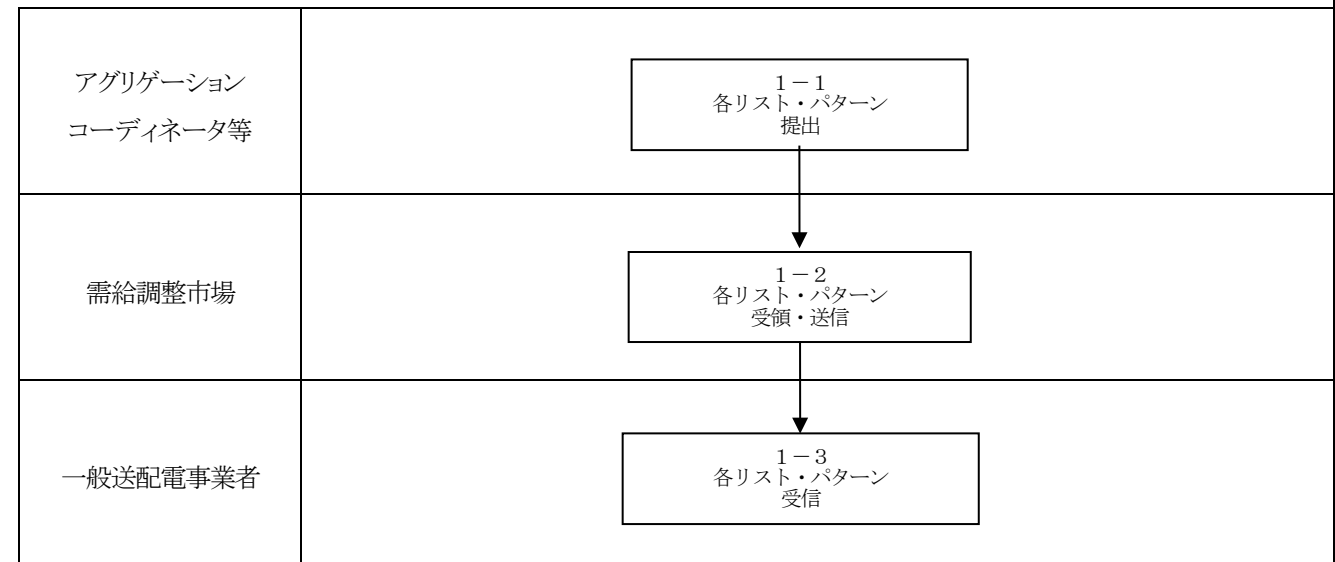 アグリゲーション
コーディネータ等
1-1
各リスト・パターン
提出
需給調整市場
1-2
各リスト・パターン
受領・送信
一般送配電事業者
1-3
各リスト・パターン
受信